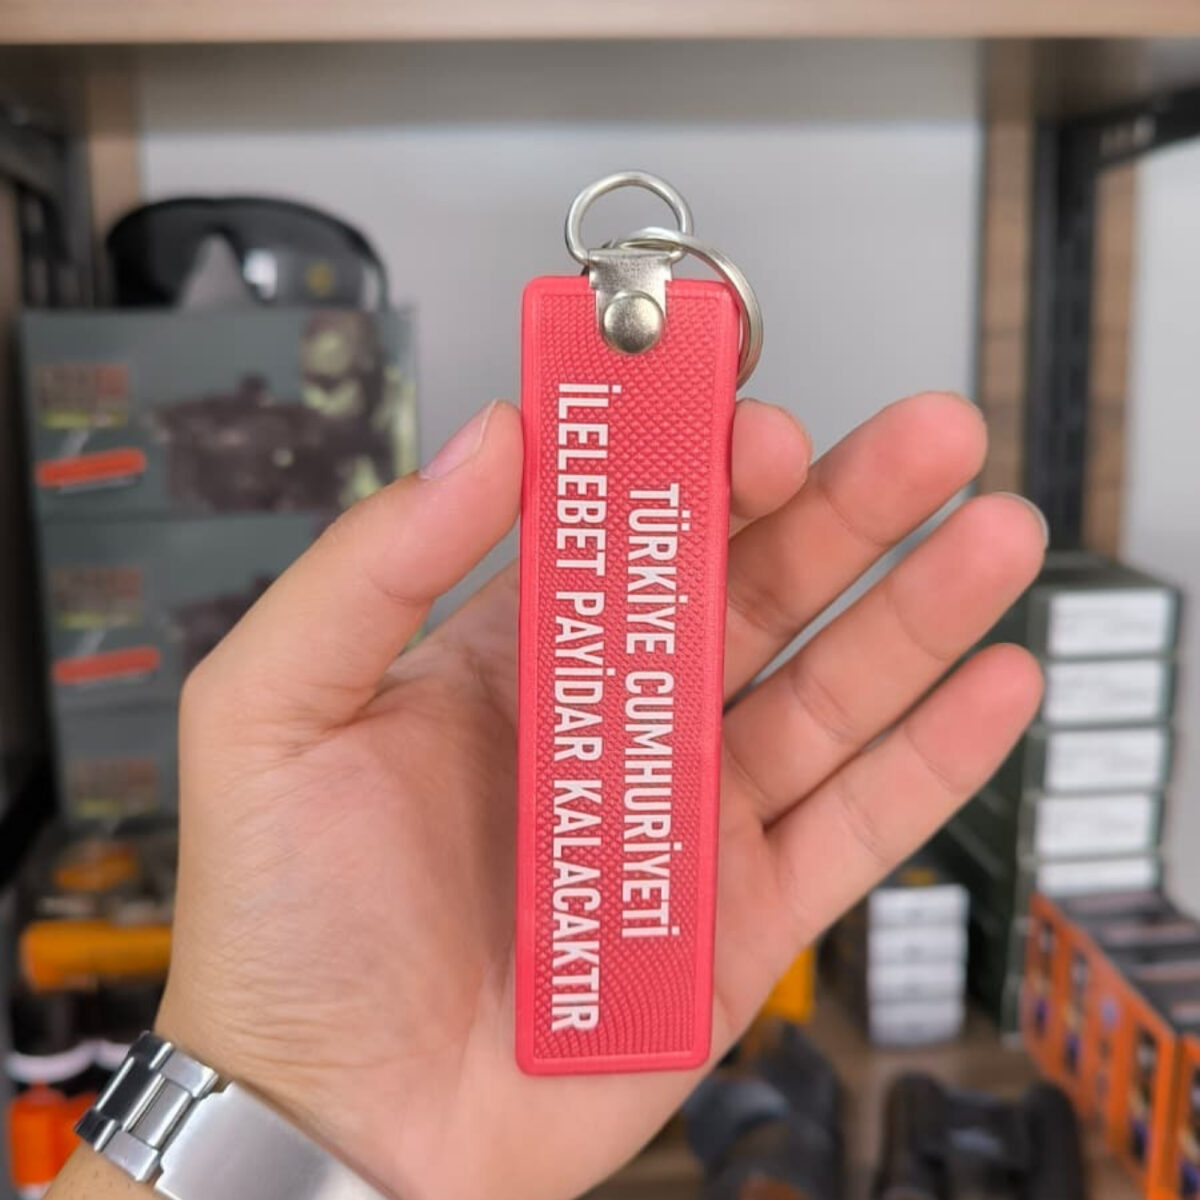 TÜRKİYE CUMHURİYETİ
İLELEBET PAYİDAR KALACAKTIR